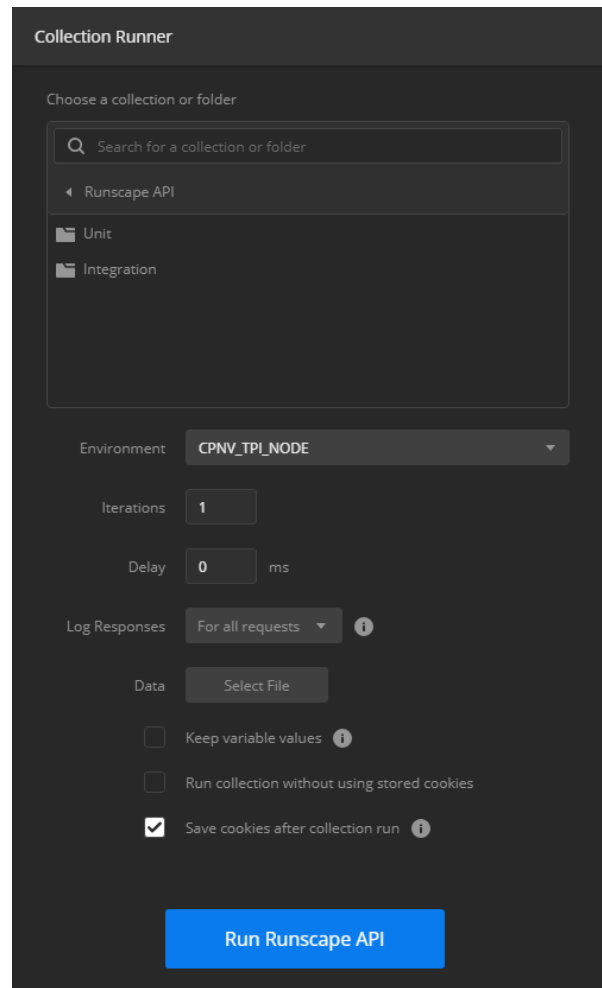 Collection Runner
Choose a collection or folder
Search for a collection or folder
Runscape API
Unit
Integration
Environment CPNV_TPI_NODE
Iterations 1
Delay 0 ms
Log Responses For all requests
Data Select File
Keep variable values
Run collection without using stored cookies
Save cookies after collection run
Run Runscape API